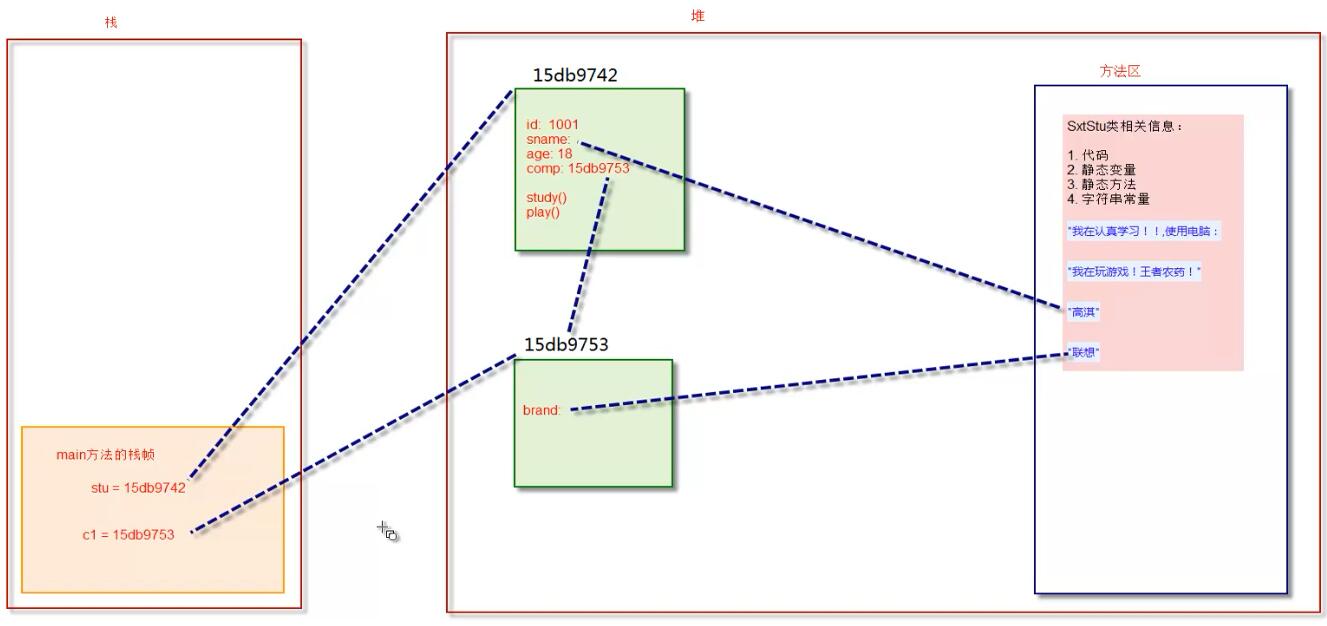 栈
main方法的栈帧
stu = 15db9742
c1 = 15db9753
堆
15db9742
id: 1001
sname:
age: 18
comp: 15db9753
study()
play()
15db9753
brand:
方法区
SxtStu类相关信息：
1. 代码
2. 静态变量
3. 静态方法
4. 字符串常量
"我在认真学习！！,使用电脑：
"我在玩游戏！王者农药！"
"高淇"
"联想"